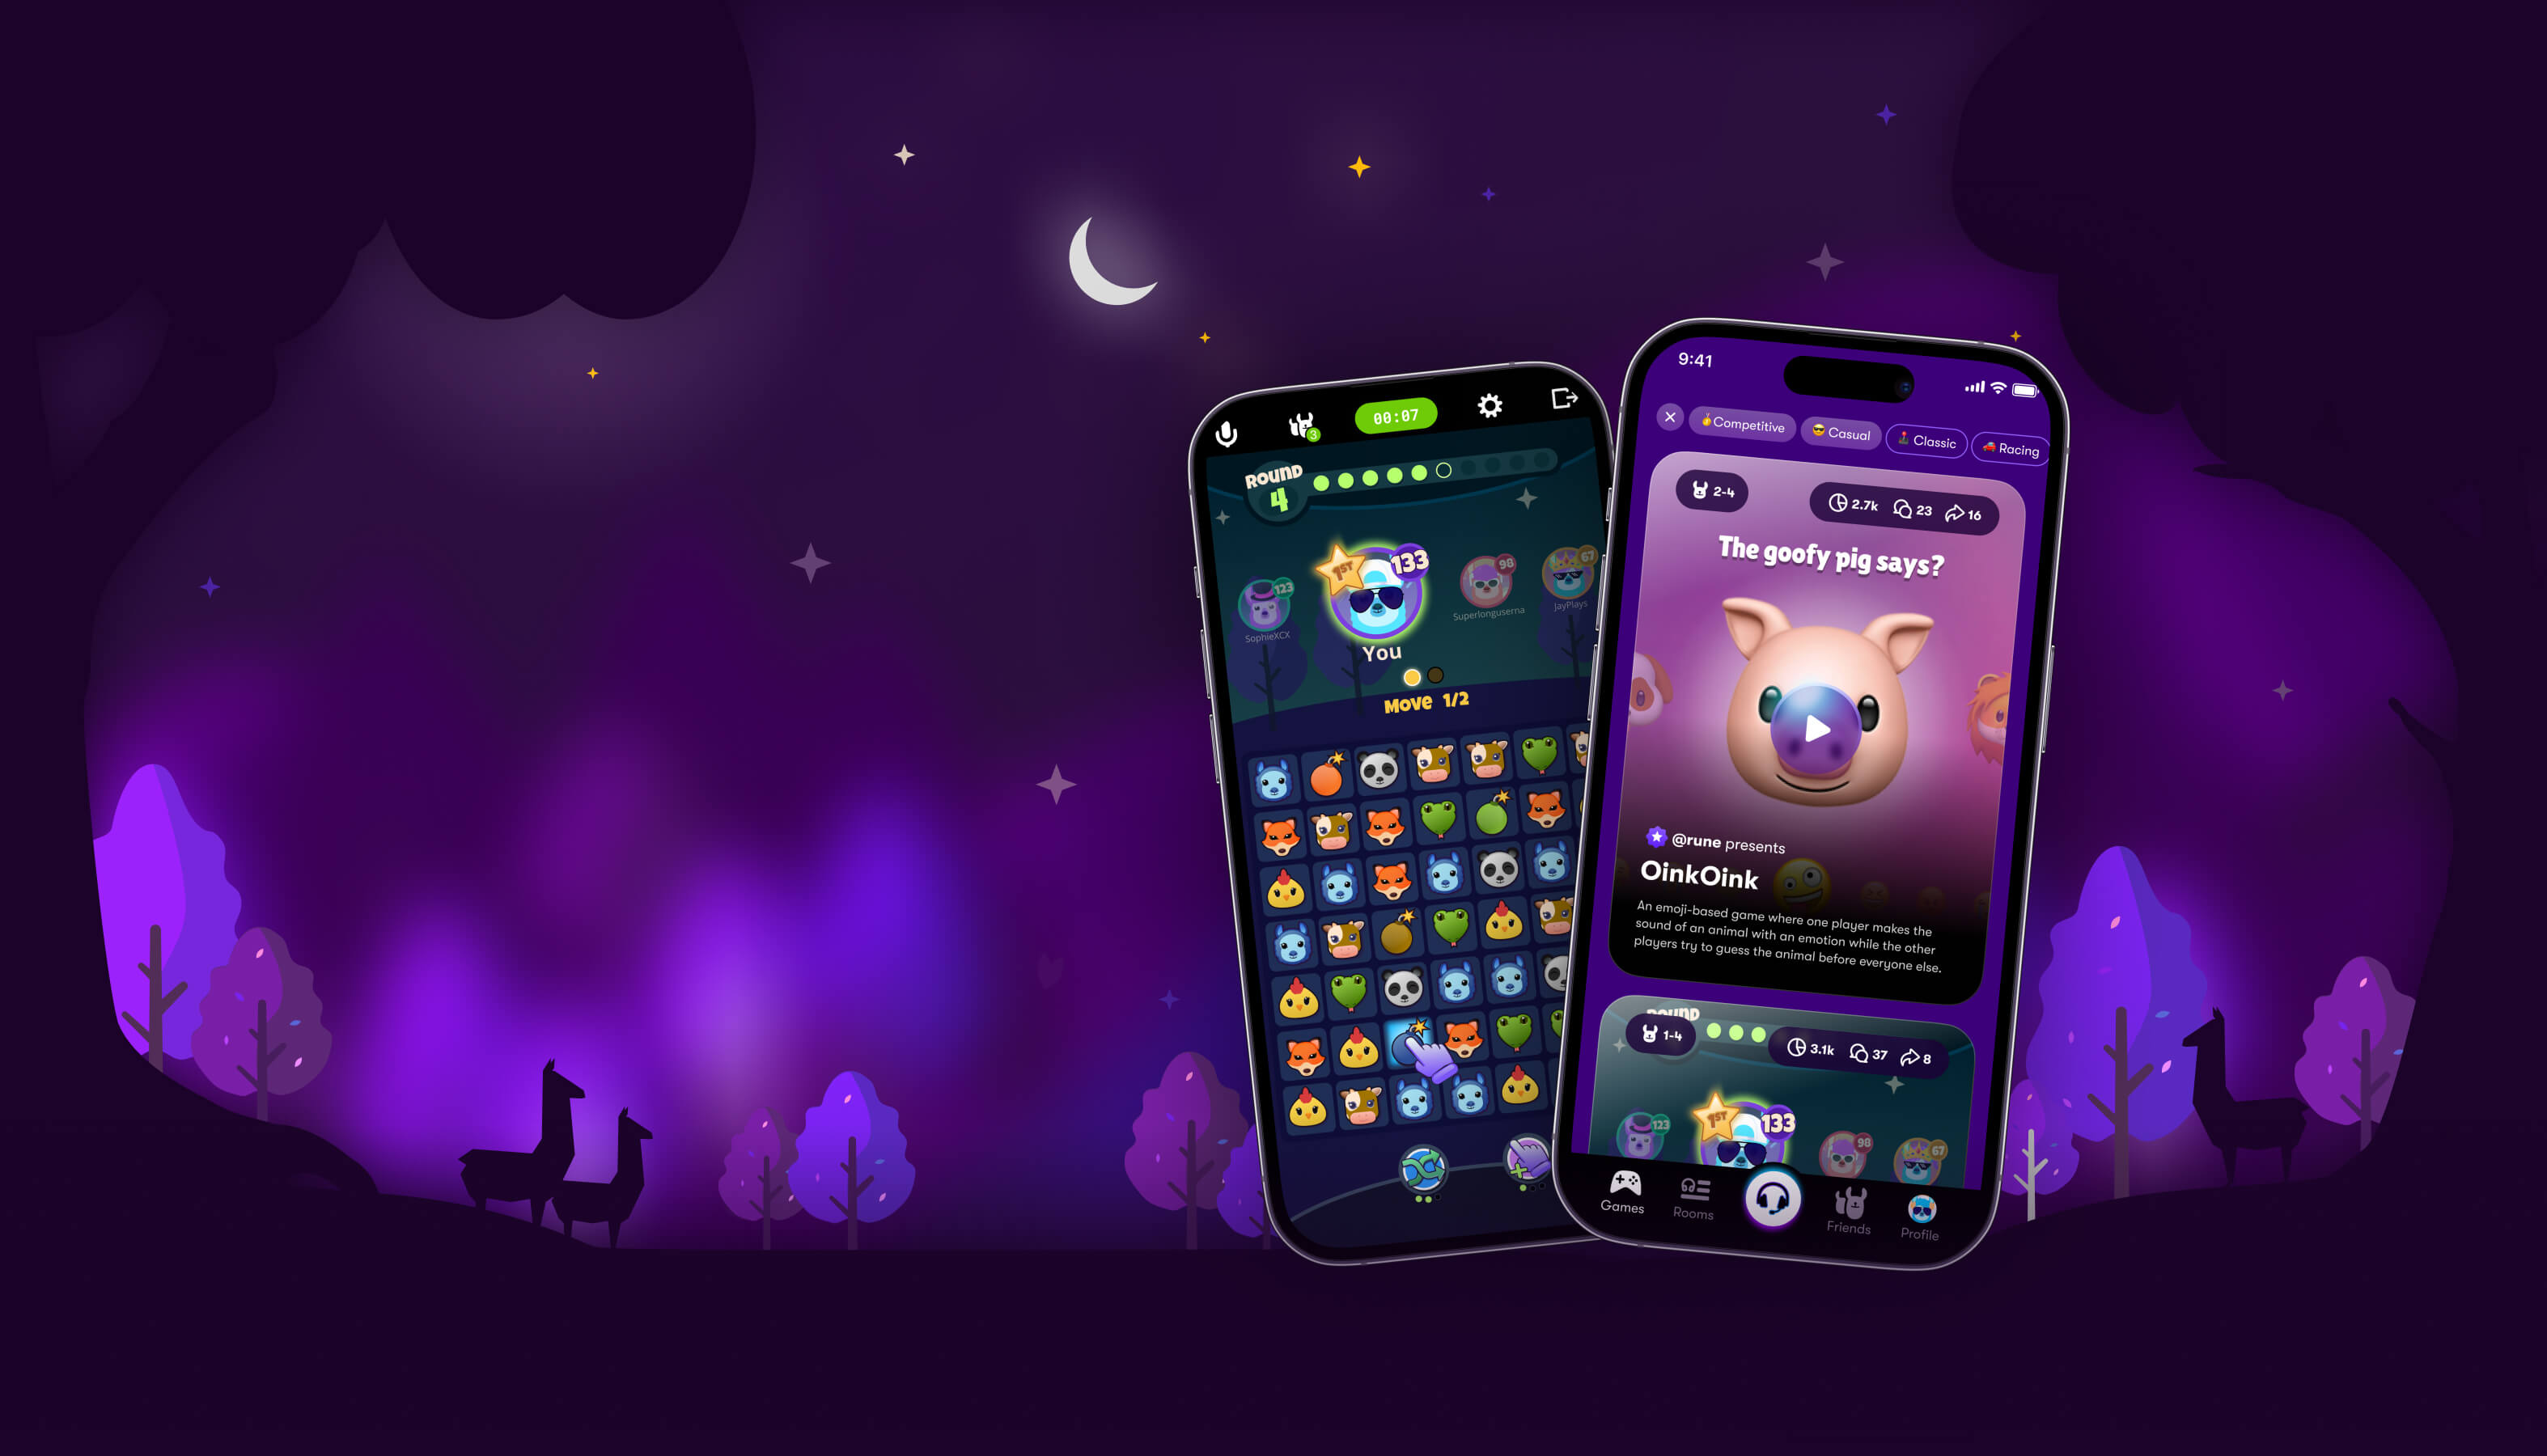 00:07
3
ROUND
4
1ST
133
123
98
67
SophieXCX
Superlonguserna
JayPlays
You
Move 1/2
9:41
Competitive
Casual
Classic
Racing
2-4
2.7k
23
16
The goofy pig says?
@rune presents
OinkOink
An emoji-based game where one player makes the
sound of an animal with an emotion while the other
players try to guess the animal before everyone else.
ROUND
1-4
3.1k
37
8
123
1ST
133
98
67
Games
Rooms
Friends
Profile